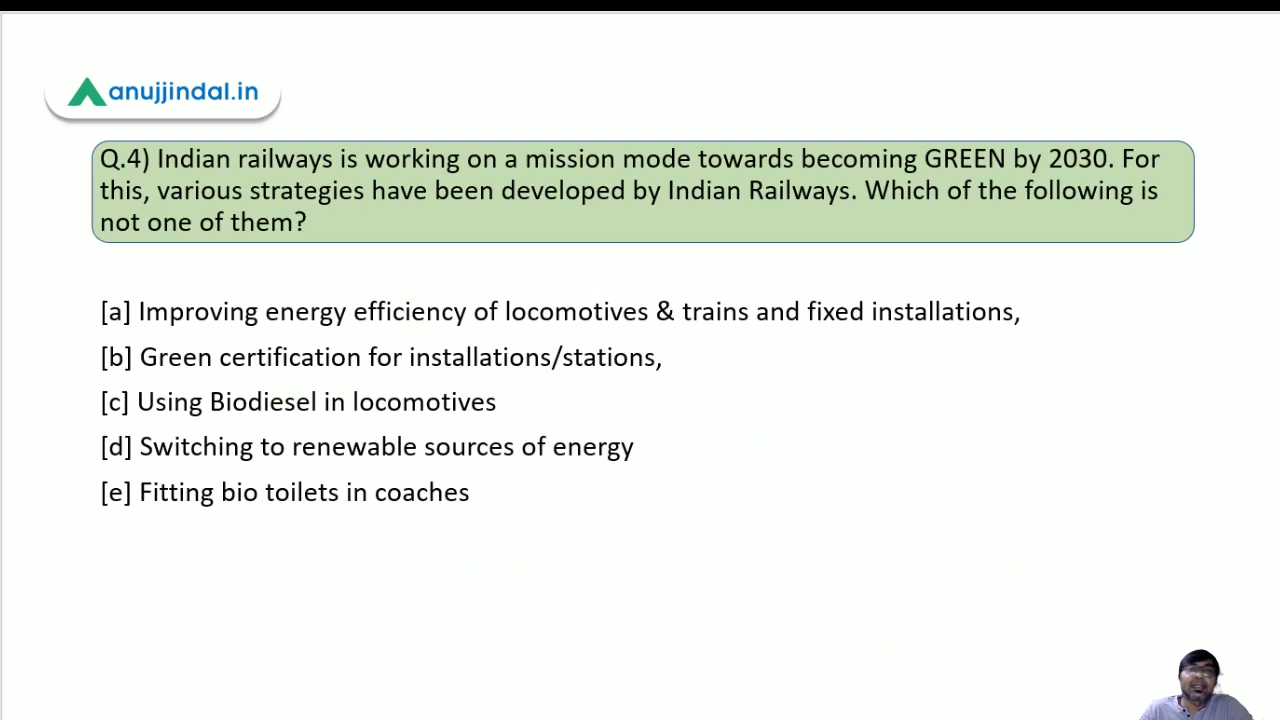 anujjindal.in
Q.4) Indian railways is working on a mission mode towards becoming GREEN by 2030. For
this, various strategies have been developed by Indian Railways. Which of the following is
not one of them?
[a] Improving energy efficiency of locomotives & trains and fixed installations,
[b] Green certification for installations/stations,
[c] Using Biodiesel in locomotives
[d] Switching to renewable sources of energy
[e] Fitting bio toilets in coaches